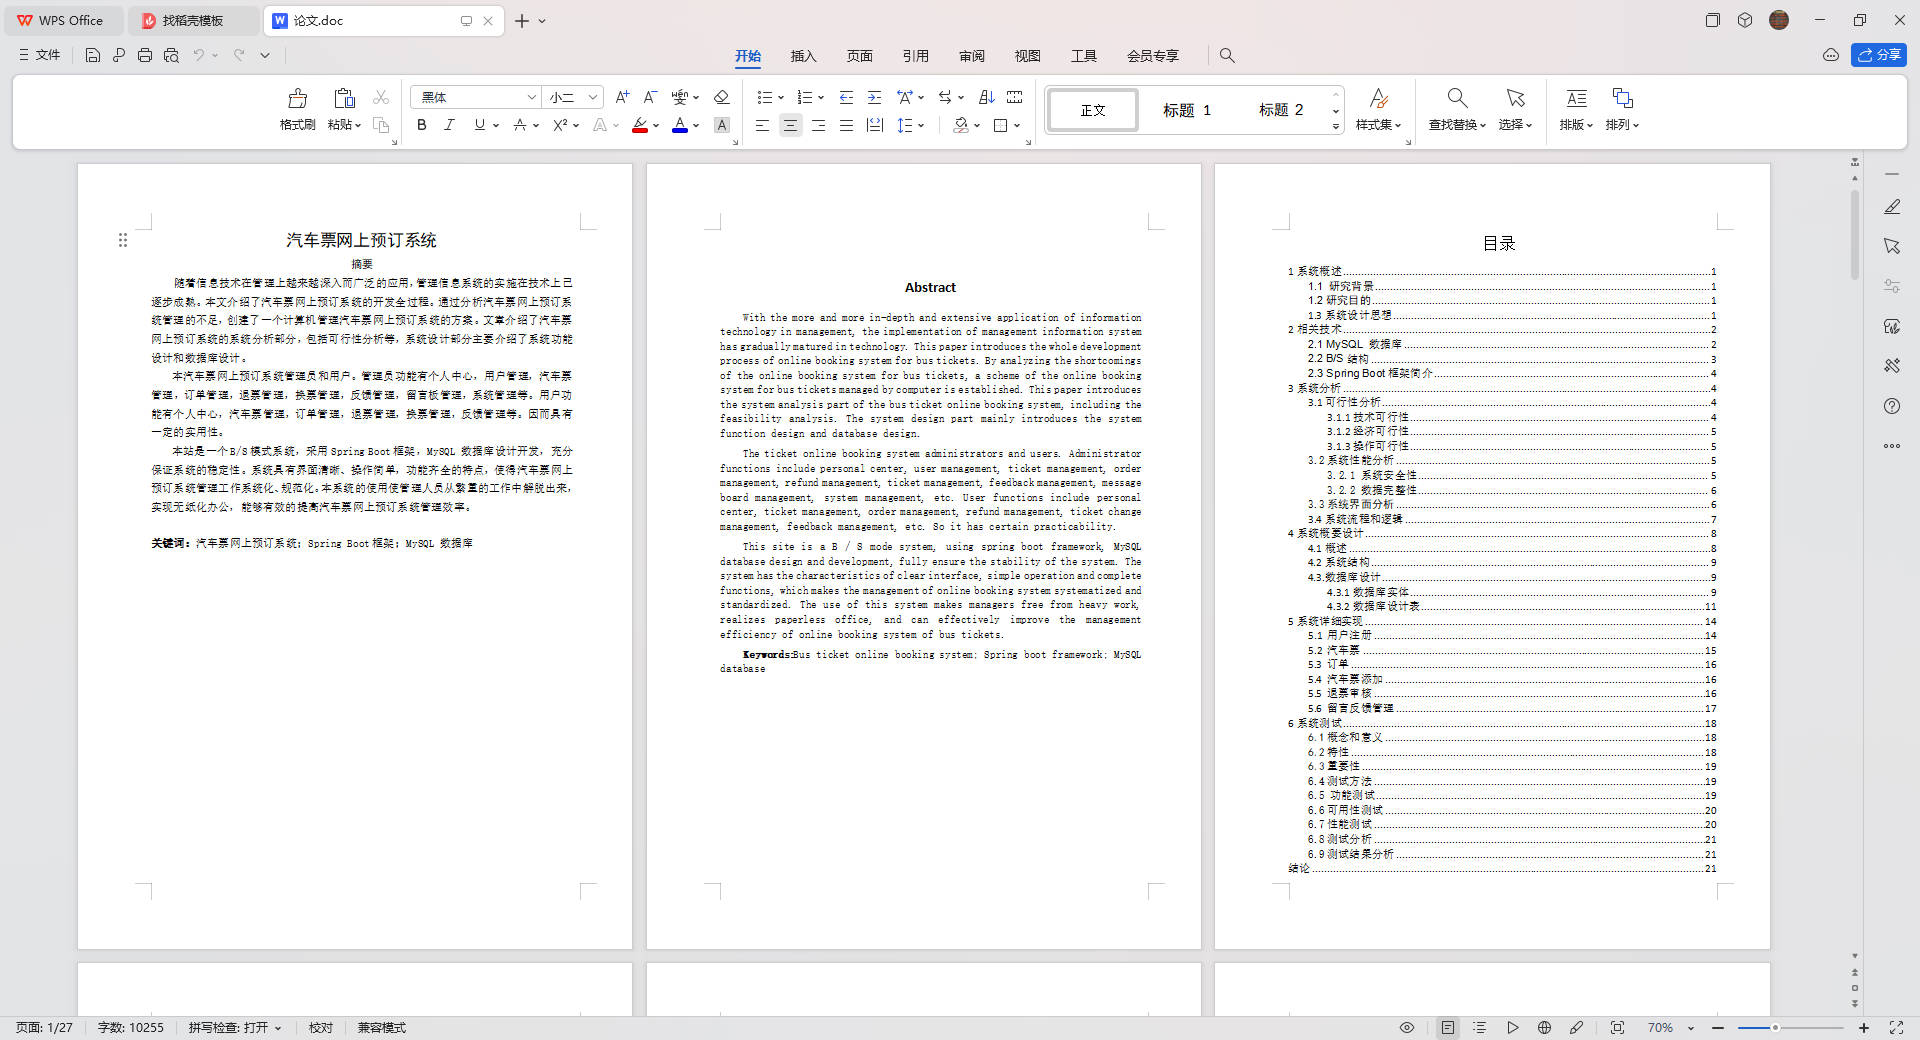 WPS Office
找稻壳模板
论文.doc
文件
开始
插入
页面
引用
审阅
视图
工具
会员专享
分享
格式刷
粘贴
黑体
小二
B I U A X² A A A
正文
标题 1
标题 2
样式集
查找替换
选择
排版
排列
汽车票网上预订系统
摘要
随着信息技术在管理上越来越深入而广泛的应用,管理信息系统的实施在技术上已
逐步成熟。本文介绍了汽车票网上预订系统的开发全过程。通过分析汽车票网上预订系
统管理的不足,创建了一个计算机管理汽车票网上预订系统的方案。文章介绍了汽车票
网上预订系统的系统分析部分,包括可行性分析等,系统设计部分主要介绍了系统功能
设计和数据库设计。
本汽车票网上预订系统管理员和用户。管理员功能有个人中心,用户管理,汽车票
管理,订单管理,退票管理,换票管理,反馈管理,留言板管理,系统管理等。用户功
能有个人中心,汽车票管理,订单管理,退票管理,换票管理,反馈管理等。因而具有
一定的实用性。
本站是一个B/S模式系统,采用Spring Boot框架,MySQL 数据库设计开发,充分
保证系统的稳定性。系统具有界面清晰、操作简单,功能齐全的特点,使得汽车票网上
预订系统管理工作系统化、规范化。本系统的使用使管理人员从繁重的工作中解脱出来,
实现无纸化办公,能够有效的提高汽车票网上预订系统管理效率。
关键词:汽车票网上预订系统;Spring Boot框架;MySQL 数据库
Abstract
With the more and more in-depth and extensive application of information
technology in management, the implementation of management information system
has gradually matured in technology. This paper introduces the whole development
process of online booking system for bus tickets. By analyzing the shortcomings
of the online booking system for bus tickets, a scheme of the online booking
system for bus tickets managed by computer is established. This paper introduces
the system analysis part of the bus ticket online booking system, including the
feasibility analysis. The system design part mainly introduces the system
function design and database design.
The ticket online booking system administrators and users. Administrator
functions include personal center, user management, ticket management, order
management, refund management, ticket management, feedback management, message
board management, system management, etc. User functions include personal
center, ticket management, order management, refund management, ticket change
management, feedback management, etc. So it has certain practicability.
This site is a B / S mode system, using spring boot framework, MySQL
database design and development, fully ensure the stability of the system. The
system has the characteristics of clear interface, simple operation and complete
functions, which makes the management of online booking system systematized and
standardized. The use of this system makes managers free from heavy work,
realizes paperless office, and can effectively improve the management
efficiency of online booking system of bus tickets.
Keywords:Bus ticket online booking system; Spring boot framework; MySQL
database
目录
1 系统概述 1
1.1 研究背景 1
1.2 研究目的 1
1.3 系统设计思想 1
2 相关技术 2
2.1 MySQL 数据库 2
2.2 B/S 结构 3
2.3 Spring Boot 框架简介 4
3 系统分析 4
3.1 可行性分析 4
3.1.1 技术可行性 4
3.1.2 经济可行性 5
3.1.3 操作可行性 5
3.2 系统性能分析 5
3.2.1 系统安全性 5
3.2.2 数据完整性 6
3.3 系统界面分析 6
3.4 系统流程和逻辑 7
4 系统概要设计 8
4.1 概述 8
4.2 系统结构 9
4.3.数据库设计 9
4.3.1 数据库实体 9
4.3.2 数据库设计表 11
5 系统详细实现 14
5.1 用户注册 14
5.2 汽车票 15
5.3 订单 16
5.4 汽车票添加 16
5.5 退票审核 16
5.6 留言反馈管理 17
6 系统测试 18
6.1 概念和意义 18
6.2 特性 18
6.3 重要性 19
6.4 测试方法 19
6.5 功能测试 19
6.6 可用性测试 20
6.7 性能测试 20
6.8 测试分析 21
6.9 测试结果分析 21
结论 21
页面: 1/27
字数: 10255
拼写检查: 打开
校对
兼容模式
70%